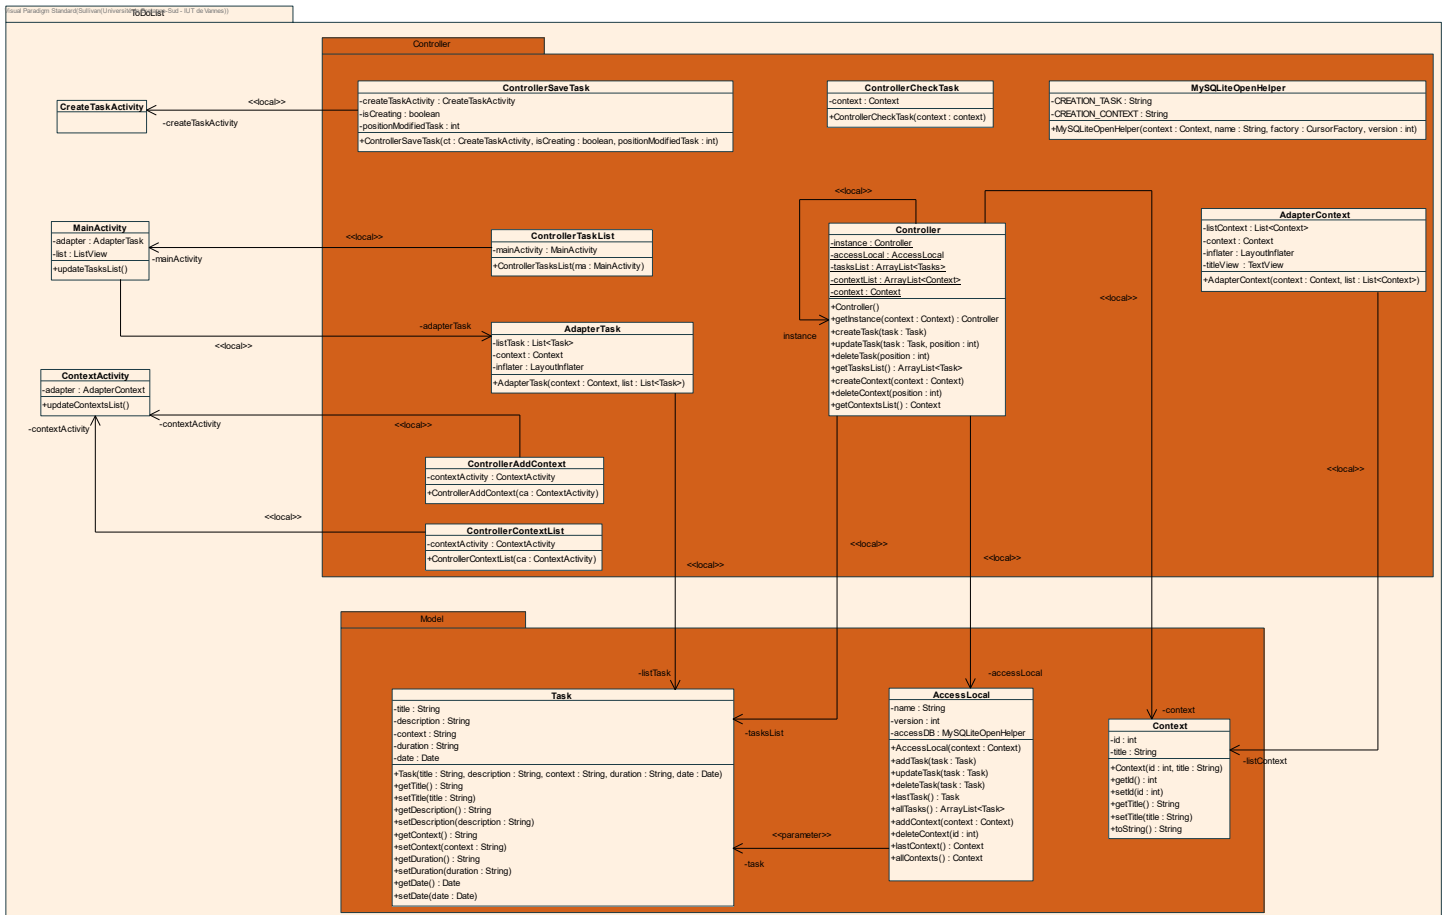 ToDoList
Controller
CreateTaskActivity
<<local>>
-createTaskActivity
ControllerSaveTask
-createTaskActivity : CreateTaskActivity
-isCreating : boolean
-positionModifiedTask : int
+ControllerSaveTask(ct : CreateTaskActivity, isCreating : boolean, positionModifiedTask : int)
ControllerCheckTask
-context : Context
+ControllerCheckTask(context : context)
MySQLiteOpenHelper
-CREATION_TASK : String
-CREATION_CONTEXT : String
+MySQLiteOpenHelper(context : Context, name : String, factory : CursorFactory, version : int)
MainActivity
-adapter : AdapterTask
-list : ListView
+updateTasksList()
<<local>>
-mainActivity
ControllerTaskList
-mainActivity : MainActivity
+ControllerTasksList(ma : MainActivity)
<<local>>
instance
Controller
-instance : Controller
-accessLocal : AccessLocal
-tasksList : ArrayList<Tasks>
-contextList : ArrayList<Context>
-context : Context
+Controller()
+getInstance(context : Context) : Controller
+createTask(task : Task)
+updateTask(task : Task, position : int)
+deleteTask(position : int)
+getTasksList() : ArrayList<Task>
+createContext(context : Context)
+deleteContext(position : int)
+getContextsList() : Context
<<local>>
AdapterContext
-listContext : List<Context>
-context : Context
-inflater : LayoutInflater
-titleView : TextView
+AdapterContext(context : Context, list : List<Context>)
-adapterTask
<<local>>
AdapterTask
-listTask : List<Task>
-context : Context
-inflater : LayoutInflater
+AdapterTask(context : Context, list : List<Task>)
ContextActivity
-adapter : AdapterContext
+updateContextsList()
-contextActivity
-contextActivity
<<local>>
ControllerAddContext
-contextActivity : ContextActivity
+ControllerAddContext(ca : ContextActivity)
<<local>>
<<local>>
ControllerContextList
-contextActivity : ContextActivity
+ControllerContextList(ca : ContextActivity)
<<local>>
<<local>>
<<local>>
Model
-listTask
-accessLocal
Task
-title : String
-description : String
-context : String
-duration : String
-date : Date
+Task(title : String, description : String, context : String, duration : String, date : Date)
+getTitle() : String
+setTitle(title : String)
+getDescription() : String
+setDescription(description : String)
+getContext() : String
+setContext(context : String)
+getDuration() : String
+setDuration(duration : String)
+getDate() : Date
+setDate(date : Date)
-tasksList
<<parameter>>
-task
AccessLocal
-name : String
-version : int
-accessDB : MySQLiteOpenHelper
+AccessLocal(context : Context)
+addTask(task : Task)
+updateTask(task : Task)
+deleteTask(task : Task)
+lastTask() : Task
+allTasks() : ArrayList<Task>
+addContext(context : Context)
+deleteContext(id : int)
+lastContext() : Context
+allContexts() : Context
-context
Context
-id : int
-title : String
+Context(id : int, title : String)
+getId() : int
+setId(id : int)
+getTitle() : String
+setTitle(title : String)
+toString() : String
-listContext